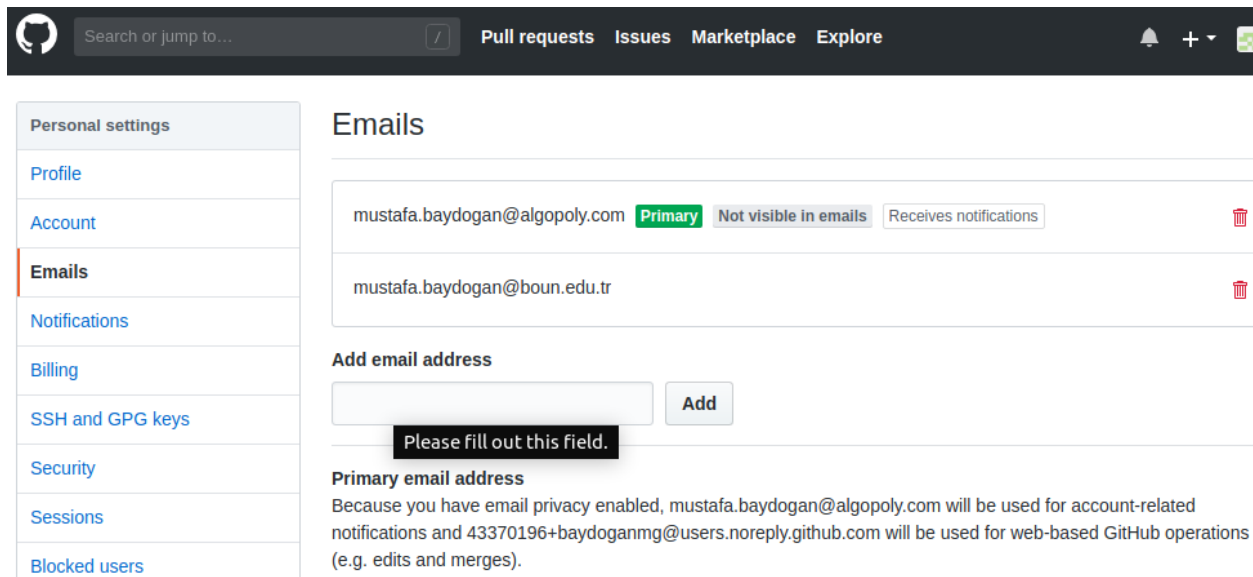 Search or jump to… /
Pull requests Issues Marketplace Explore
Personal settings
Profile
Account
Emails
Notifications
Billing
SSH and GPG keys
Security
Sessions
Blocked users
Emails
mustafa.baydogan@algopoly.com Primary Not visible in emails Receives notifications
mustafa.baydogan@boun.edu.tr
Add email address
Add
Please fill out this field.
Primary email address
Because you have email privacy enabled, mustafa.baydogan@algopoly.com will be used for account-related
notifications and 43370196+baydoganmg@users.noreply.github.com will be used for web-based GitHub operations
(e.g. edits and merges).